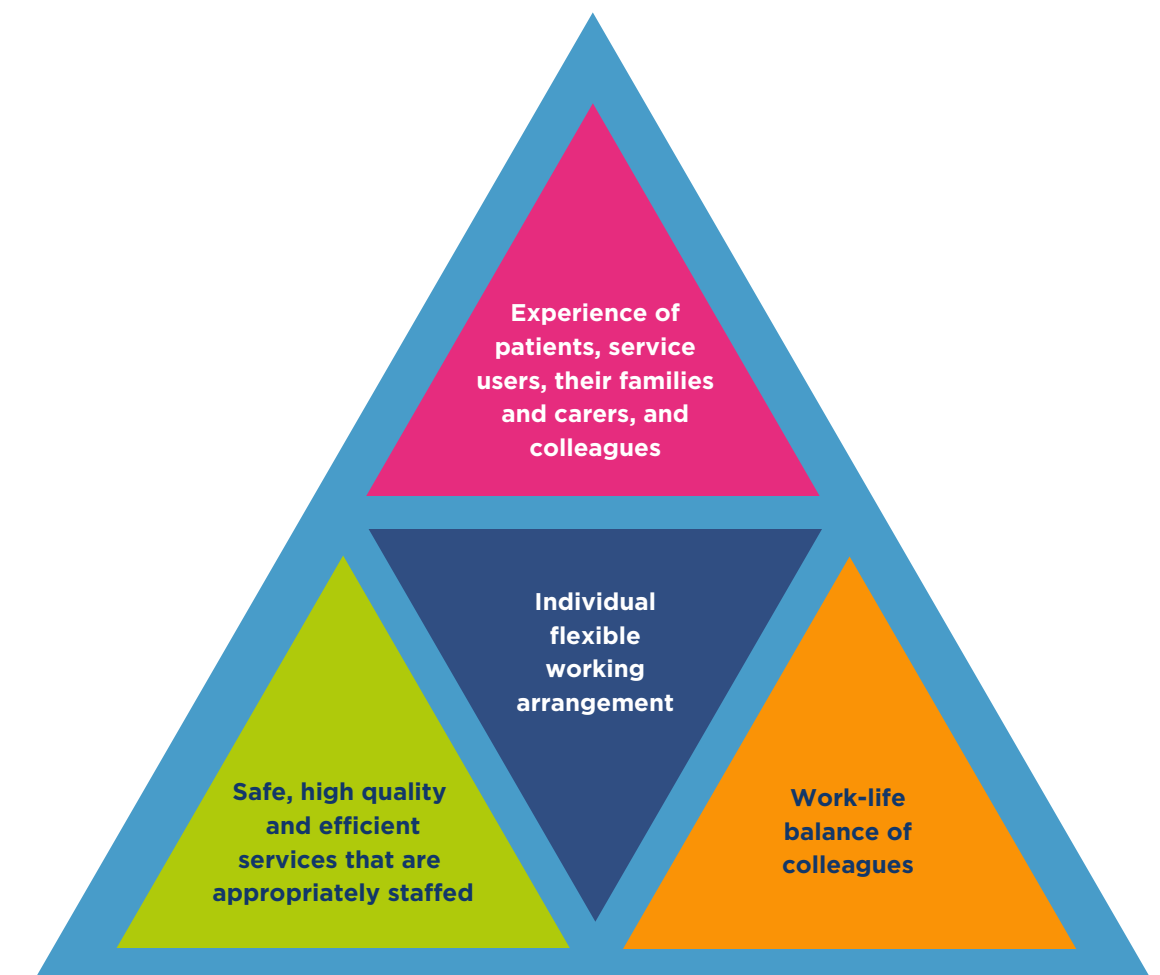 Experience of
patients, service
users, their families
and carers, and
colleagues
Individual
flexible
working
arrangement
Safe, high quality
and efficient
services that are
appropriately staffed
Work-life
balance of
colleagues